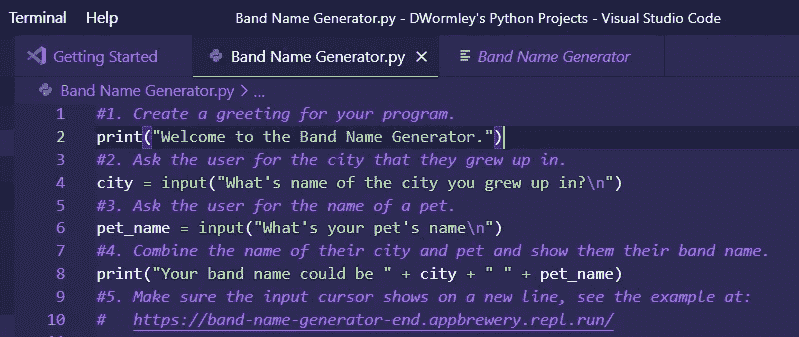 Terminal Help Band Name Generator.py - DWormley's Python Projects - Visual Studio Code
Getting Started Band Name Generator.py Band Name Generator
Band Name Generator.py > ...
1 #1. Create a greeting for your program.
2 print("Welcome to the Band Name Generator.")
3 #2. Ask the user for the city that they grew up in.
4 city = input("What's name of the city you grew up in?\n")
5 #3. Ask the user for the name of a pet.
6 pet_name = input("What's your pet's name\n")
7 #4. Combine the name of their city and pet and show them their band name.
8 print("Your band name could be " + city + " " + pet_name)
9 #5. Make sure the input cursor shows on a new line, see the example at:
10 #   https://band-name-generator-end.appbrewery.repl.run/